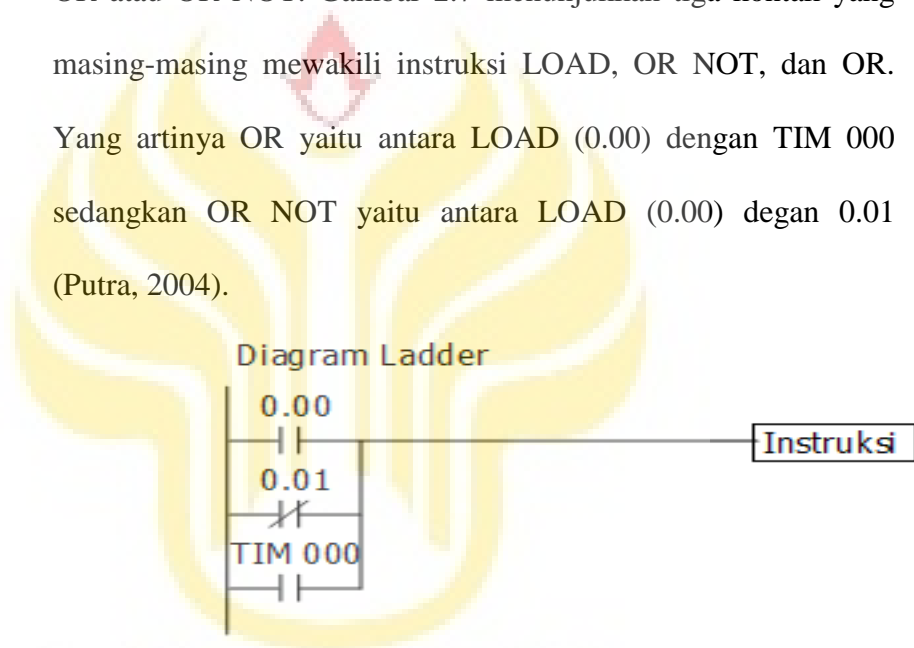 masing-masing mewakili instruksi LOAD, OR NOT, dan OR.
Yang artinya OR yaitu antara LOAD (0.00) dengan TIM 000
sedangkan OR NOT yaitu antara LOAD (0.00) degan 0.01
(Putra, 2004).
Diagram Ladder
0.00
Instruksi
0.01
TIM 000